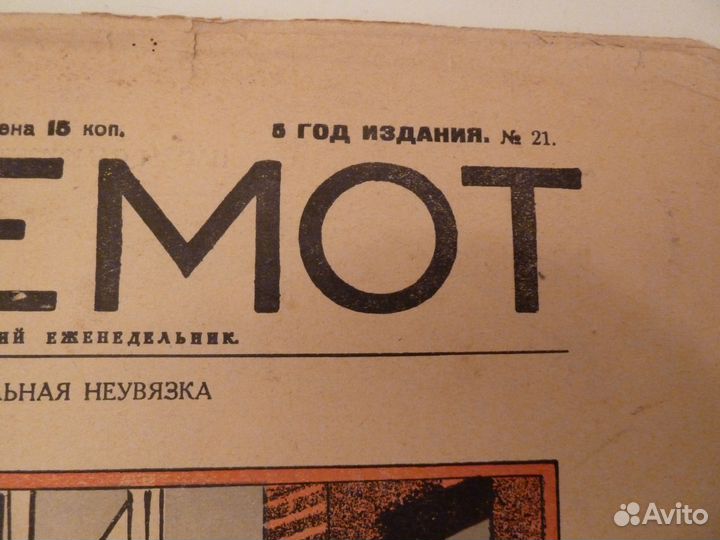 ена 15 коп. 5 ГОД ИЗДАНИЯ. № 21.
ЕМОТ
ий еженедельник.
льная неувязка
Avito